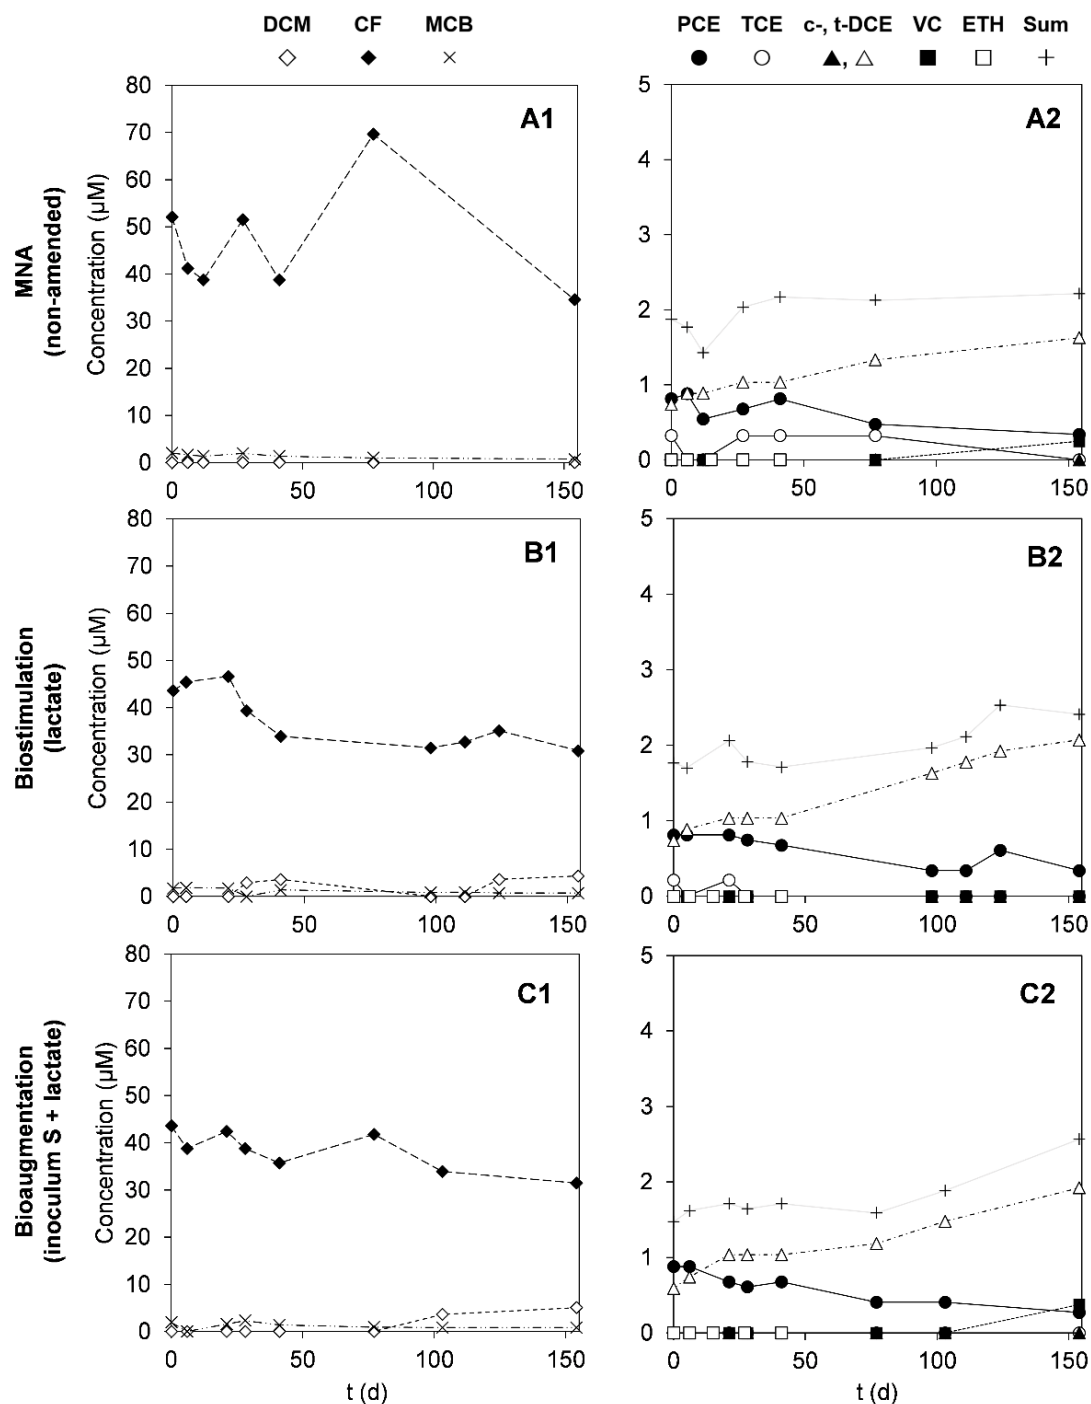 DCM CF MCB
PCE TCE c-, t-DCE VC ETH Sum
,
MNA
(non-amended)
Concentration (µM)
80
70
60
50
40
30
20
10
0
A1
0 50 100 150
5
4
3
2
1
0
A2
0 50 100 150
Biostimulation
(lactate)
Concentration (µM)
80
70
60
50
40
30
20
10
0
B1
0 50 100 150
5
4
3
2
1
0
B2
0 50 100 150
Bioaugmentation
(inoculum S + lactate)
Concentration (µM)
80
70
60
50
40
30
20
10
0
C1
0 50 100 150
t (d)
5
4
3
2
1
0
C2
0 50 100 150
t (d)